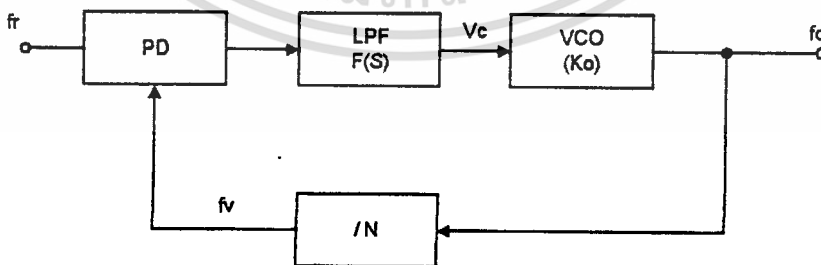 fr
PD
LPF
F(S)
Vc
VCO
(Ko)
fo
fv
/ N